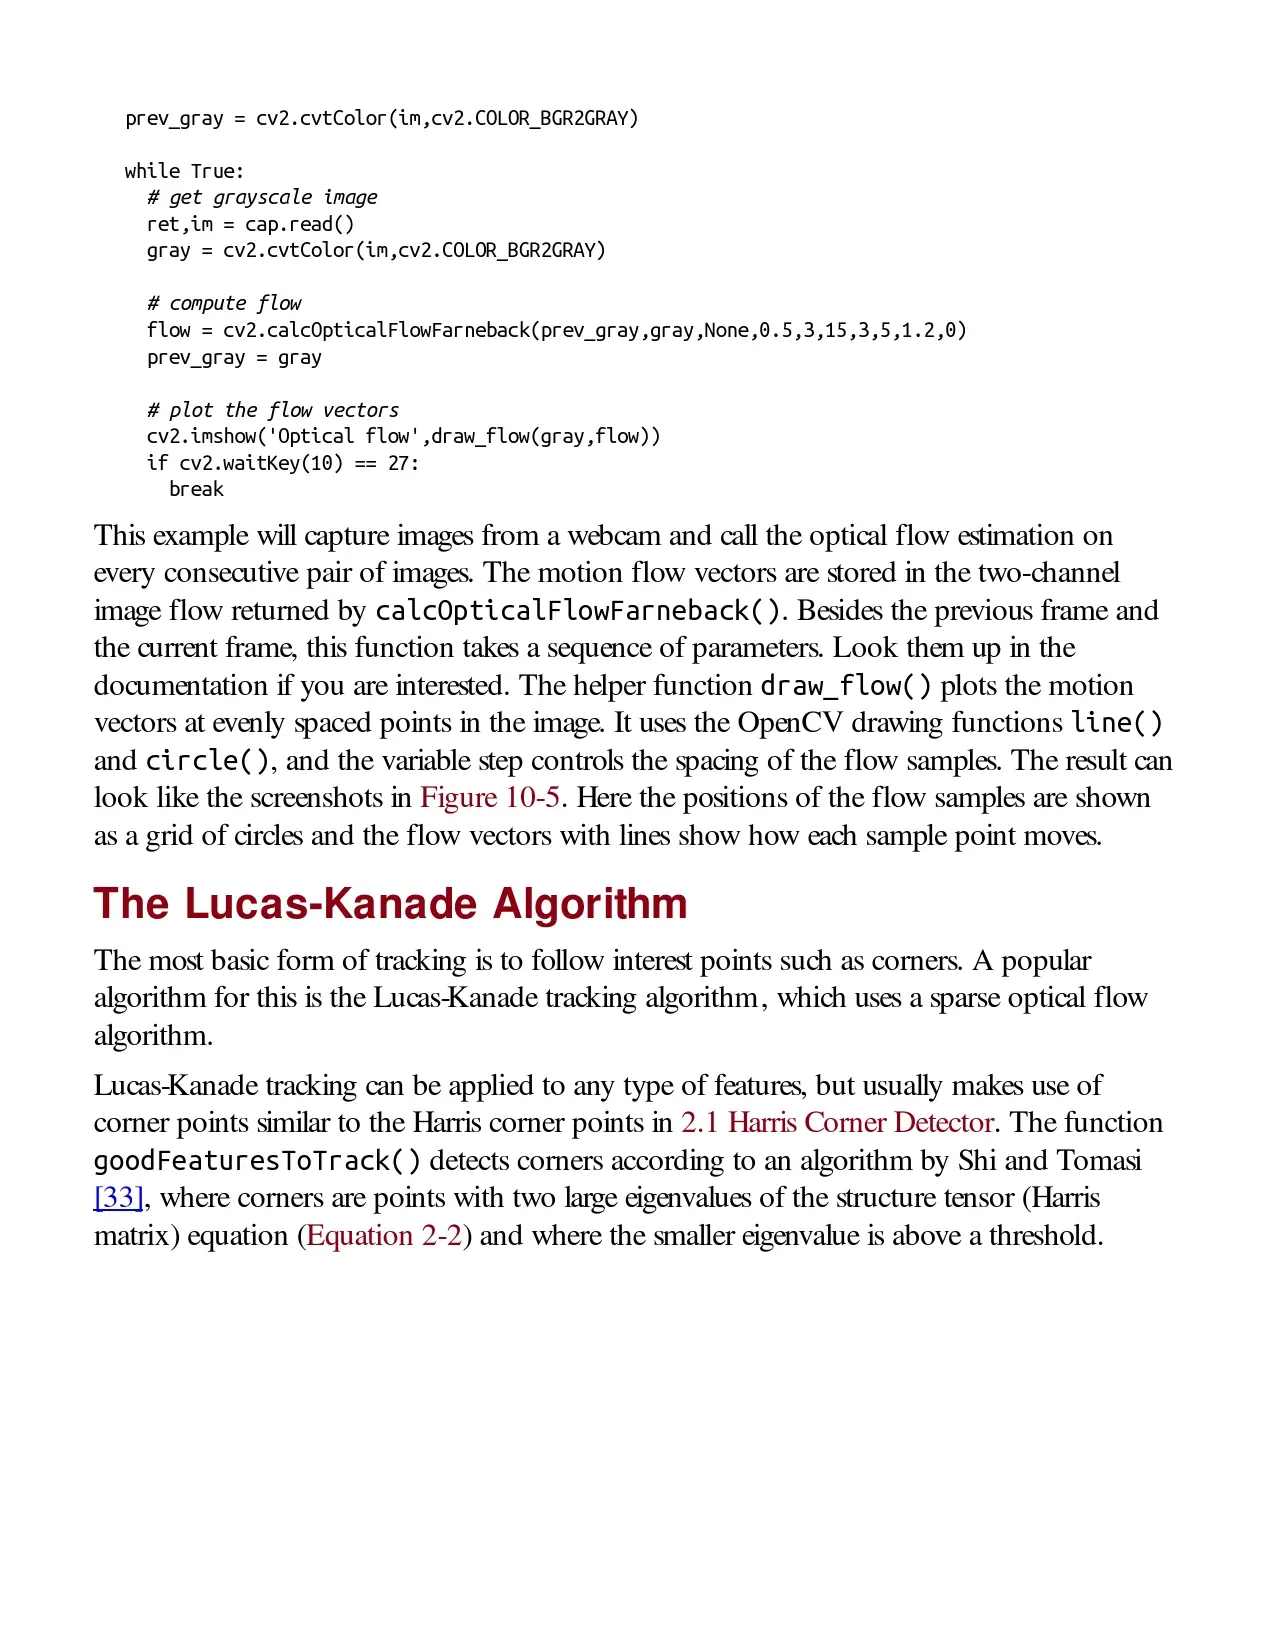 prev_gray = cv2.cvtColor(im,cv2.COLOR_BGR2GRAY)
while True:
# get grayscale image
ret,im = cap.read()
gray = cv2.cvtColor(im,cv2.COLOR_BGR2GRAY)
# compute flow
flow = cv2.calcOpticalFlowFarneback(prev_gray,gray,None,0.5,3,15,3,5,1.2,0)
prev_gray = gray
# plot the flow vectors
cv2.imshow('Optical flow',draw_flow(gray,flow))
if cv2.waitKey(10) == 27:
break
This example will capture images from a webcam and call the optical flow estimation on
every consecutive pair of images. The motion flow vectors are stored in the two-channel
image flow returned by calcOpticalFlowFarneback(). Besides the previous frame and
the current frame, this function takes a sequence of parameters. Look them up in the
documentation if you are interested. The helper function draw_flow() plots the motion
vectors at evenly spaced points in the image. It uses the OpenCV drawing functions line()
and circle(), and the variable step controls the spacing of the flow samples. The result can
look like the screenshots in Figure 10-5. Here the positions of the flow samples are shown
as a grid of circles and the flow vectors with lines show how each sample point moves.
The Lucas-Kanade Algorithm
The most basic form of tracking is to follow interest points such as corners. A popular
algorithm for this is the Lucas-Kanade tracking algorithm, which uses a sparse optical flow
algorithm.
Lucas-Kanade tracking can be applied to any type of features, but usually makes use of
corner points similar to the Harris corner points in 2.1 Harris Corner Detector. The function
goodFeaturesToTrack() detects corners according to an algorithm by Shi and Tomasi
[33], where corners are points with two large eigenvalues of the structure tensor (Harris
matrix) equation (Equation 2-2) and where the smaller eigenvalue is above a threshold.